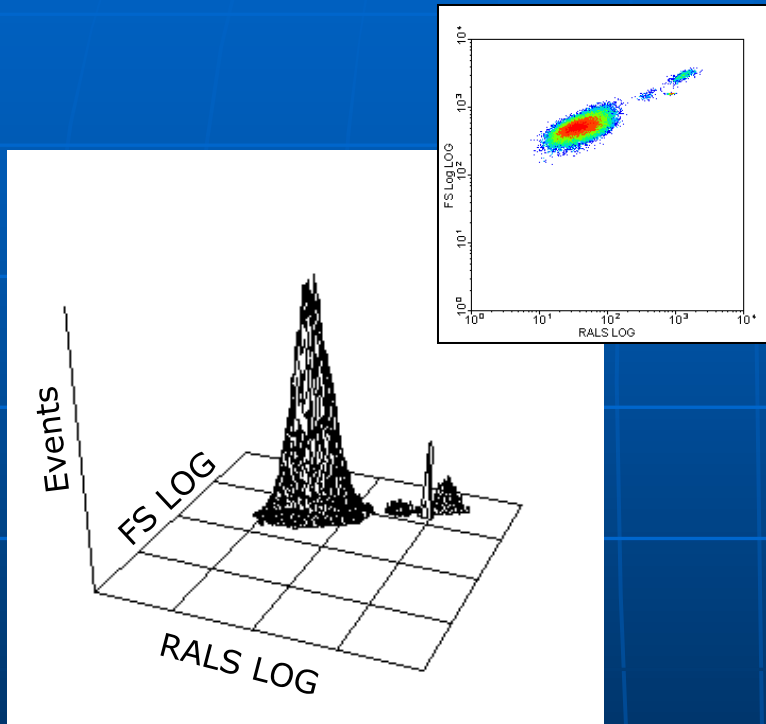 10⁴
10³
10²
10¹
10⁰
FS Log LOG
10⁰ 10¹ 10² 10³ 10⁴
RALS LOG
Events
FS LOG
RALS LOG